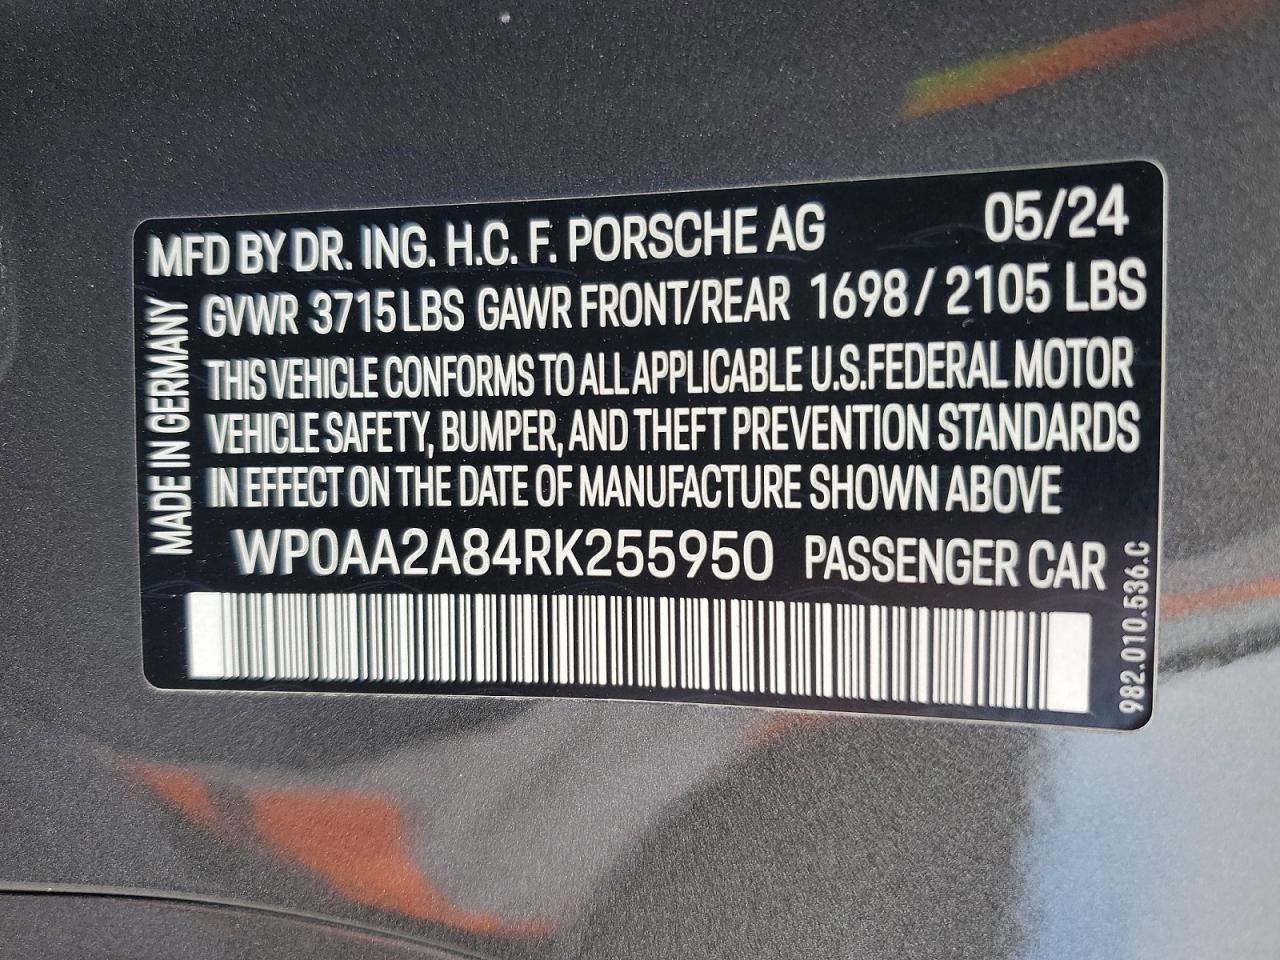 MFD BY DR. ING. H.C. F. PORSCHE AG 05/24
GVWR 3715 LBS GAWR FRONT/REAR 1698 / 2105 LBS
THIS VEHICLE CONFORMS TO ALL APPLICABLE U.S.FEDERAL MOTOR
VEHICLE SAFETY, BUMPER, AND THEFT PREVENTION STANDARDS
IN EFFECT ON THE DATE OF MANUFACTURE SHOWN ABOVE
WP0AA2A84RK255950 PASSENGER CAR
MADE IN GERMANY
982.010.536.C